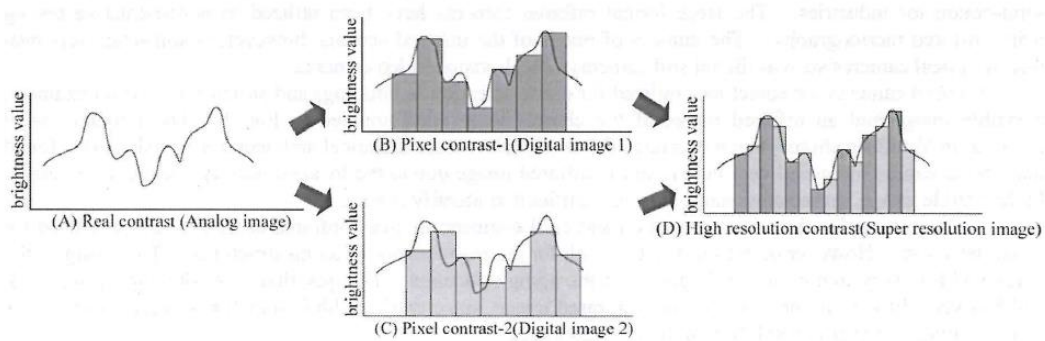 brightness value
(A) Real contrast (Analog image)
brightness value
(B) Pixel contrast-1(Digital image 1)
brightness value
(C) Pixel contrast-2(Digital image 2)
brightness value
(D) High resolution contrast(Super resolution image)